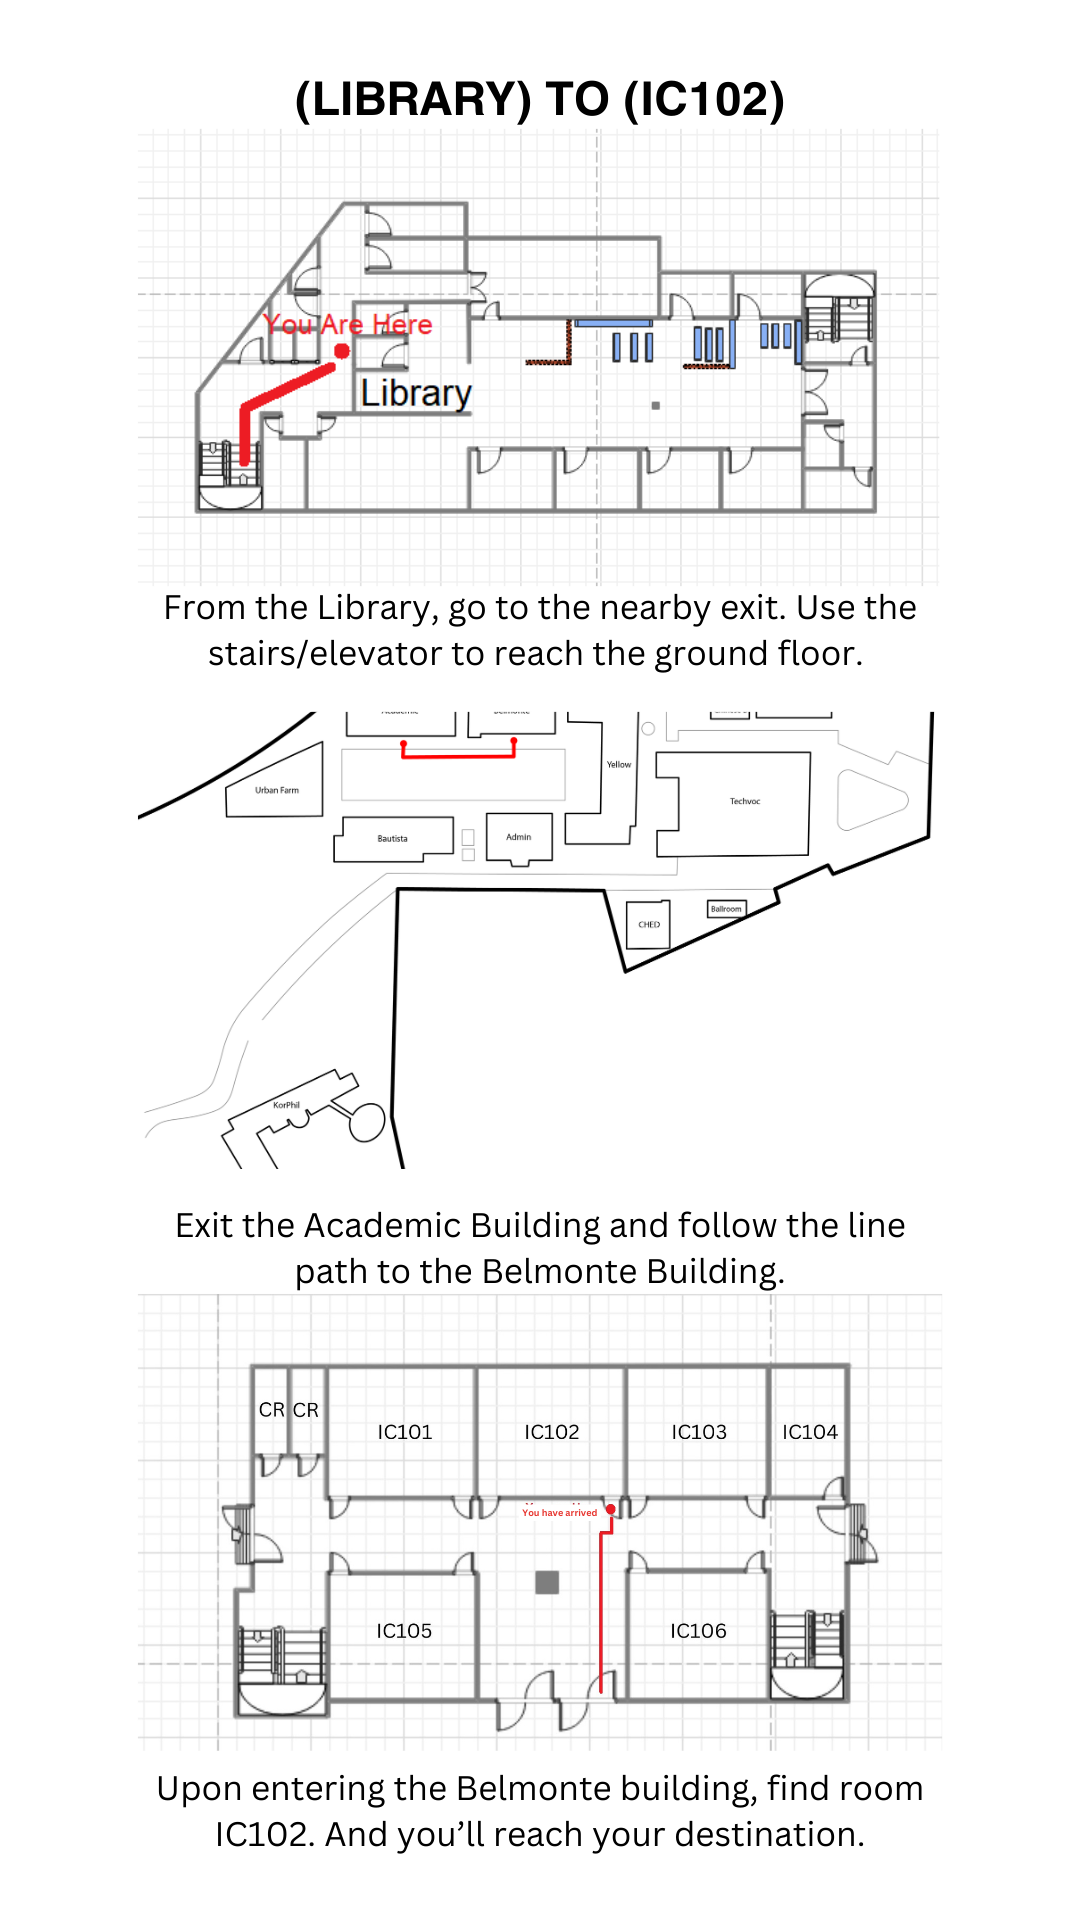 (LIBRARY) TO (IC102)
You Are Here
Library
From the Library, go to the nearby exit. Use the
stairs/elevator to reach the ground floor.
Yellow
Urban Farm
Techvoc
Bautista
Admin
CHED
Ballroom
KorPhil
Exit the Academic Building and follow the line
path to the Belmonte Building.
CR CR
IC101
IC102
IC103
IC104
You have arrived
IC105
IC106
Upon entering the Belmonte building, find room
IC102. And you’ll reach your destination.